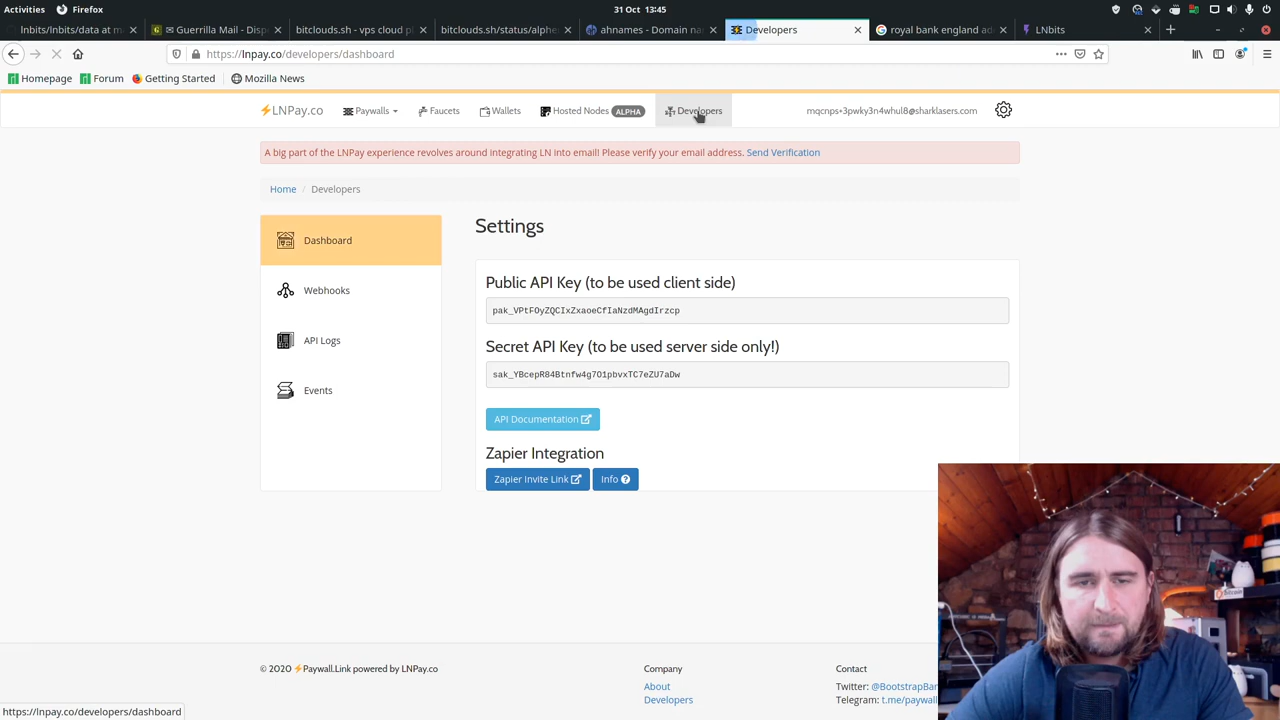 Activities
Firefox
31 Oct 13:45
lnbits/lnbits/data at m
Guerrilla Mail - Disp
bitclouds.sh - vps cloud p
bitclouds.sh/status/alphe
ahnames - Domain na
Developers
royal bank england ad
LNbits
https://lnpay.co/developers/dashboard
Homepage
Forum
Getting Started
Mozilla News
LNPay.co
Paywalls
Faucets
Wallets
Hosted Nodes ALPHA
Developers
mqcnps+3pwky3n4whul8@sharklasers.com
A big part of the LNPay experience revolves around integrating LN into email! Please verify your email address. Send Verification
Home / Developers
Dashboard
Webhooks
API Logs
Events
Settings
Public API Key (to be used client side)
pak_VPtFOyZQCIxZxaoeCfIaNzdMAgdIrzcp
Secret API Key (to be used server side only!)
sak_YBcepR84Btnfw4g7O1pbvxTC7eZU7aDw
API Documentation
Zapier Integration
Zapier Invite Link
Info
Bitcoin
© 2020 ⚡Paywall.Link powered by LNPay.co
Company
About
Developers
Contact
Twitter: @BootstrapBan
Telegram: t.me/paywall
https://lnpay.co/developers/dashboard